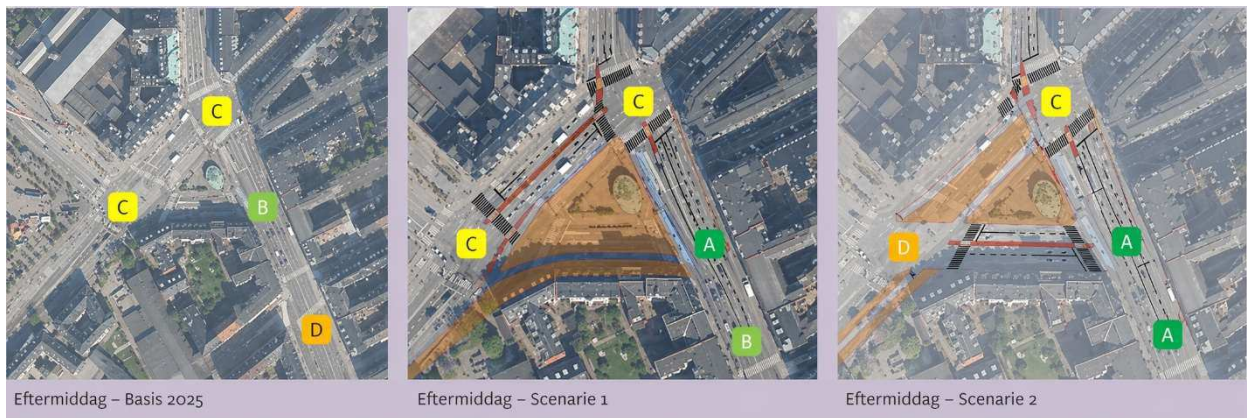 C
C
B
D
Eftermiddag – Basis 2025
C
C
A
B
Eftermiddag – Scenarie 1
C
D
A
A
Eftermiddag – Scenarie 2